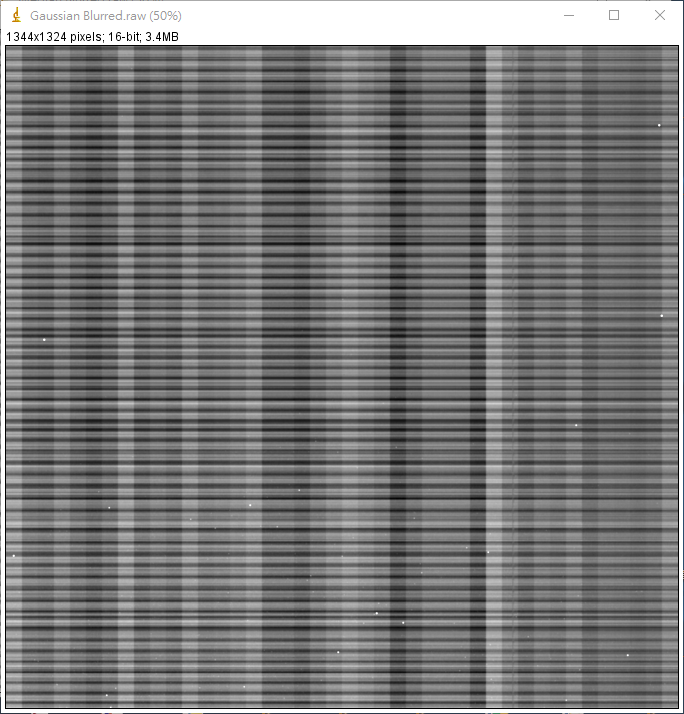 Gaussian Blurred.raw (50%)
1344x1324 pixels; 16-bit; 3.4MB